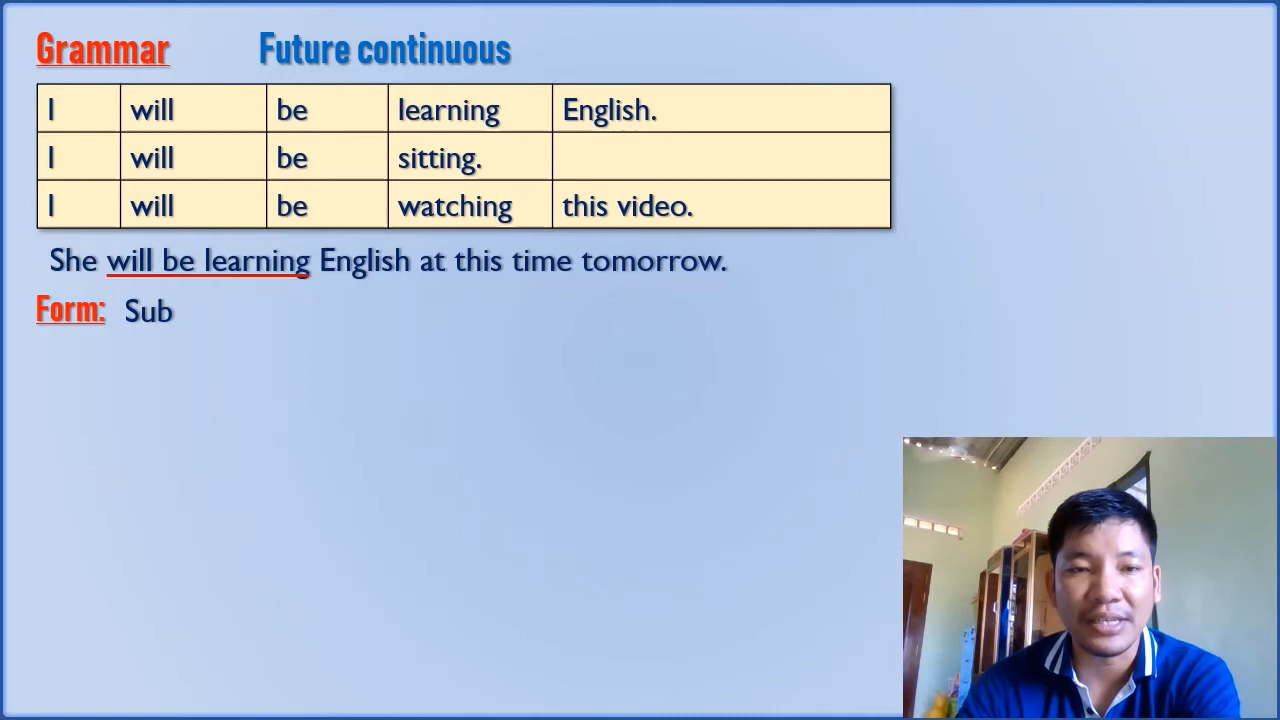 Grammar Future continuous
I will be learning English.
I will be sitting.
I will be watching this video.
She will be learning English at this time tomorrow.
Form: Sub